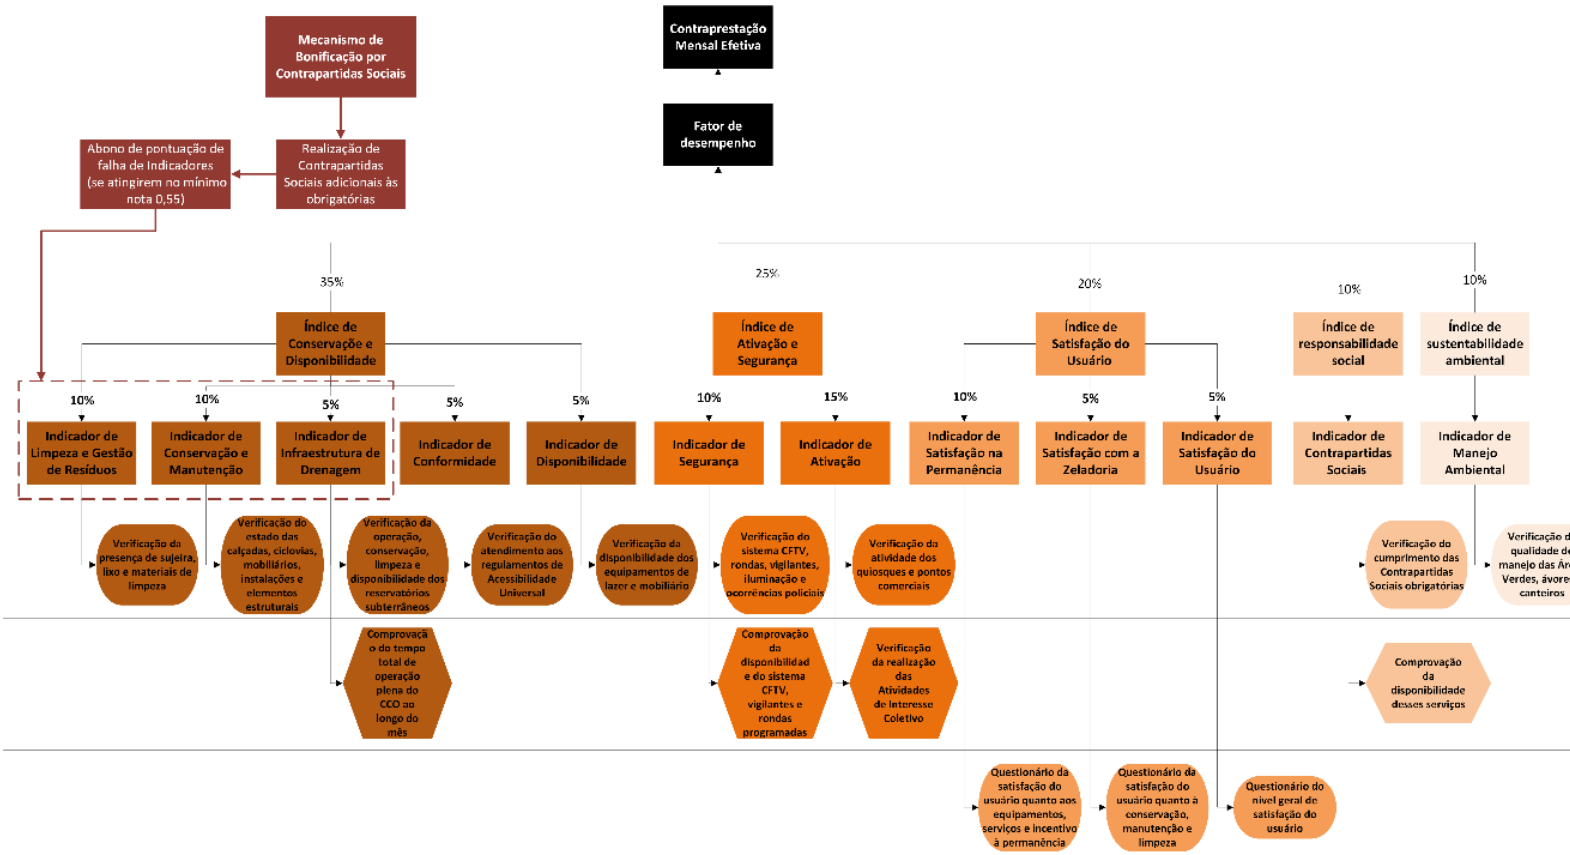 Mecanismo de
Bonificação por
Contrapartidas Sociais
Contraprestação
Mensal Efetiva
Fator de
desempenho
Abono de pontuação de
falha de Indicadores
(se atingirem no mínimo
nota 0,55)
Realização de
Contrapartidas
Sociais adicionais às
obrigatórias
35%
25%
20%
10%
10%
Índice de
Conservação e
Disponibilidade
Índice de
Ativação e
Segurança
Índice de
Satisfação do
Usuário
Índice de
responsabilidade
social
Índice de
sustentabilidade
ambiental
10%
10%
5%
5%
5%
10%
15%
10%
5%
5%
Indicador de
Limpeza e Gestão
de Resíduos
Indicador de
Conservação e
Manutenção
Indicador de
Infraestrutura de
Drenagem
Indicador de
Conformidade
Indicador de
Disponibilidade
Indicador de
Segurança
Indicador de
Ativação
Indicador de
Satisfação na
Permanência
Indicador de
Satisfação com a
Zeladoria
Indicador de
Satisfação do
Usuário
Indicador de
Contrapartidas
Sociais
Indicador de
Manejo
Ambiental
Verificação da
presença de sujeira,
lixo e materiais de
limpeza
Verificação do
estado das
calçadas, ciclovias,
mobiliários,
instalações e
elementos
estruturais
Verificação da
operação,
conservação,
limpeza e
disponibilidade dos
reservatórios
subterrâneos
Verificação do
atendimento aos
regulamentos de
Acessibilidade
Universal
Verificação da
disponibilidade dos
equipamentos de
lazer e mobiliário
Verificação do
sistema CFTV,
rondas, vigilantes,
iluminação e
ocorrências policiais
Verificação da
atividade dos
quiosques e pontos
comerciais
Verificação do
cumprimento das
Contrapartidas
Sociais obrigatórias
Verificação d
qualidade de
manejo das Ár
Verdes, ávore
canteiros
Comprovaçã
o do tempo
total de
operação
plena do
CCO ao
longo do
mês
Comprovação
da
disponibilidad
e do sistema
CFTV,
vigilantes e
rondas
programadas
Verificação
da realização
das
Atividades
de Interesse
Coletivo
Comprovação
da
disponibilidade
desses serviços
Questionário da
satisfação do
usuário quanto aos
equipamentos,
serviços e incentivo
à permanência
Questionário da
satisfação do
usuário quanto à
conservação,
manutenção e
limpeza
Questionário do
nível geral de
satisfação do
usuário